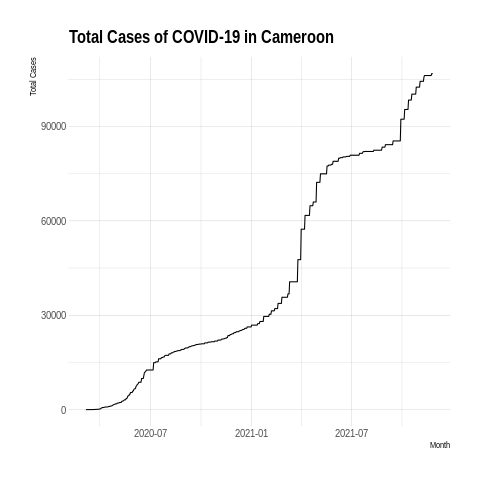 Total Cases of COVID-19 in Cameroon
Total Cases
90000
60000
30000
0
2020-07
2021-01
2021-07
Month